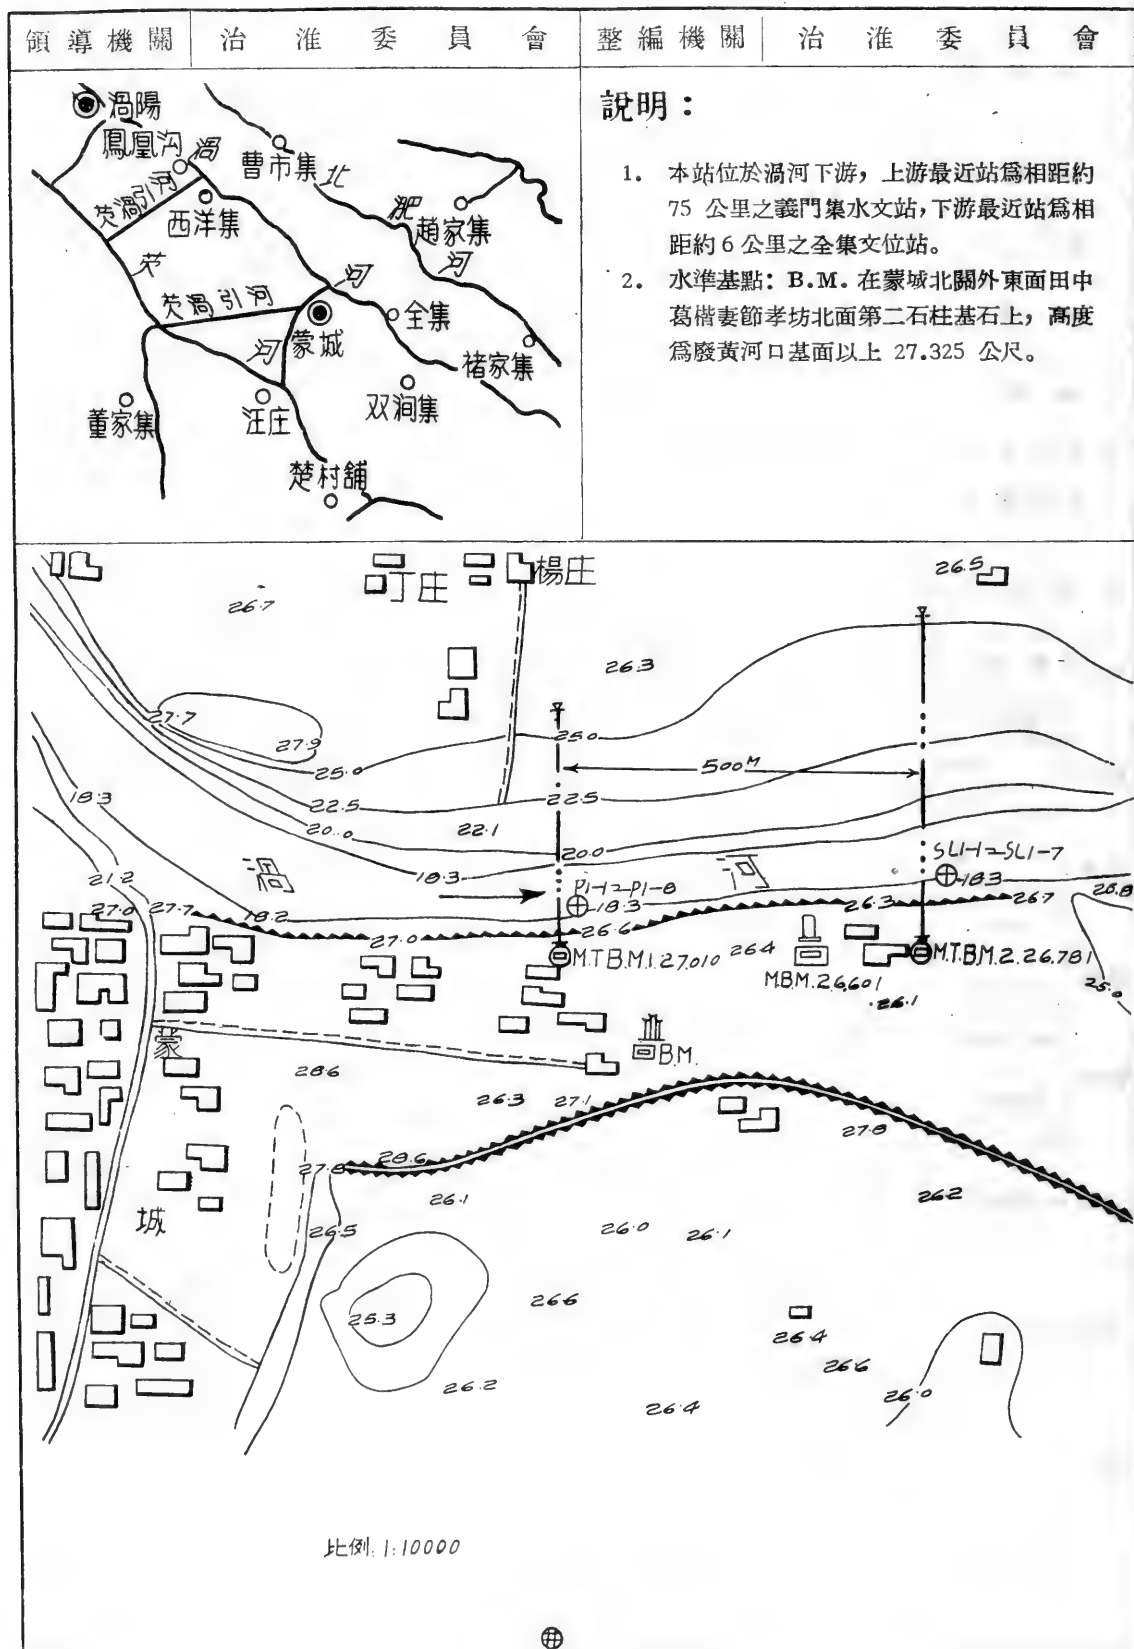 領導機關 治淮委員會 整編機關 治淮委員會
渦陽
鳳凰沟
渦
曹市集
北
茨渦引河
西洋集
肥
趙家集
河
茨
河
茨渦引河
全集
蒙城
河
褚家集
董家集
汪庄
双涧集
楚村舖
說明：
1. 本站位於渦河下游，上游最近站爲相距約
75 公里之義門集水文站，下游最近站爲相
距約 6 公里之全集文位站。
2. 水準基點：B.M. 在蒙城北關外東面田中
葛楷妻節孝坊北面第二石柱基石上，高度
爲廢黃河口基面以上 27.325 公尺。
丁庄
楊庄
26.5
26.7
26.3
27.7
27.9
25.0
25.0
500M
18.3
22.5
22.5
20.0
22.1
20.0
渦
18.3
河
SL1-1=SL1-7
18.3
21.2
P1-1=P1-8
18.3
27.8 27.7
18.2
26.3
26.7
26.8
27.0
26.6
M.T.B.M.1.27.010
26.4
M.B.M.26.601
M.T.B.M.2.26.781
26.1
25.0
蒙
B.M.
28.6
26.3
27.1
27.8
27.8
28.6
26.1
26.2
城
26.5
26.0
26.1
25.3
26.6
26.4
26.6
26.2
26.0
26.4
比例 1:10000